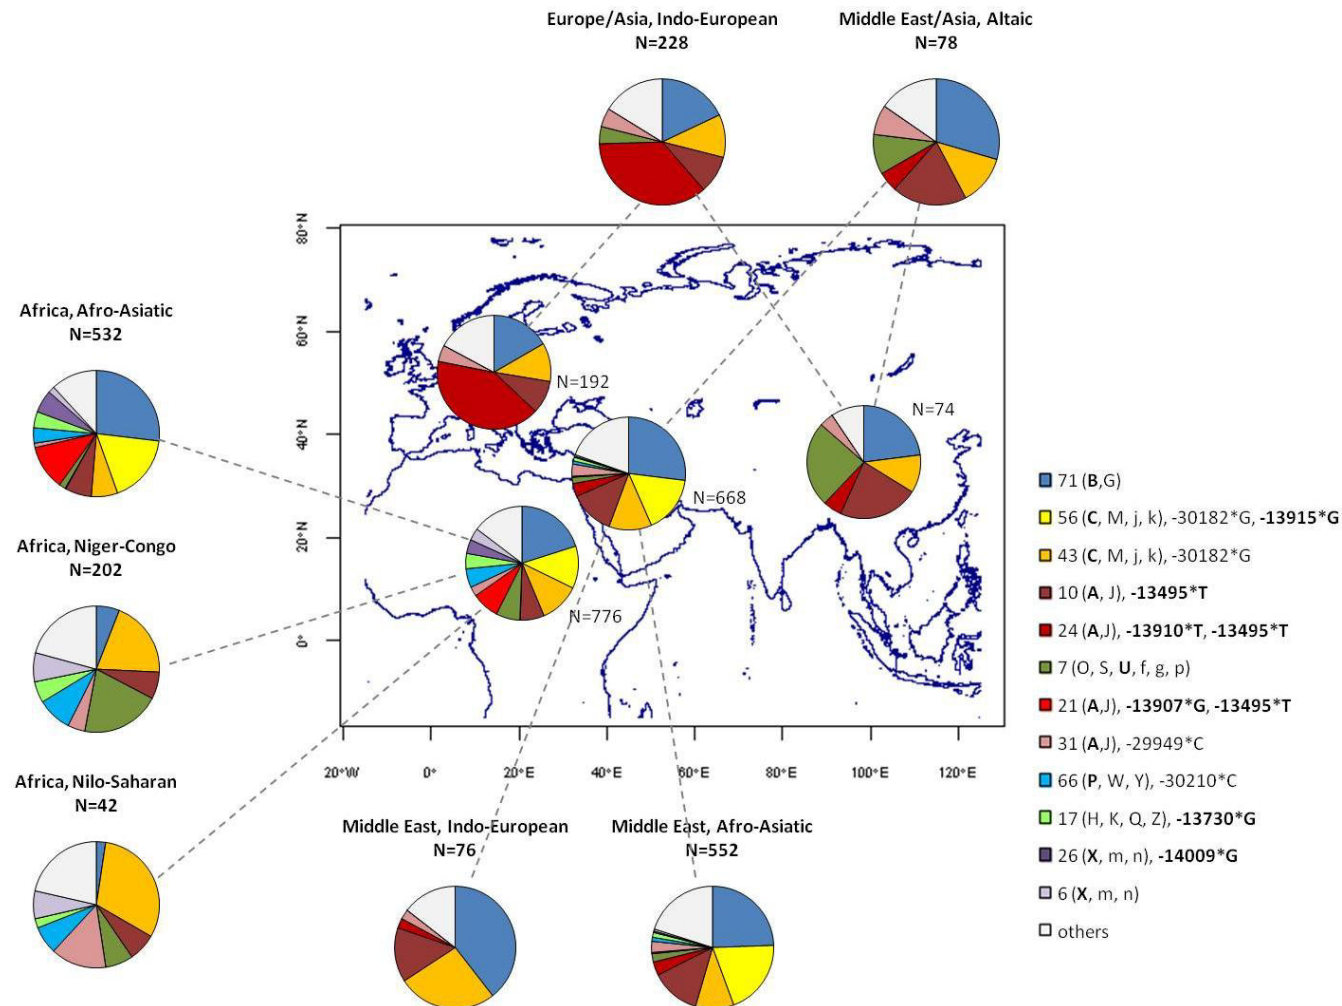 Europe/Asia, Indo-European
N=228
Middle East/Asia, Altaic
N=78
Africa, Afro-Asiatic
N=532
Africa, Niger-Congo
N=202
Africa, Nilo-Saharan
N=42
80°N
60°N
40°N
20°N
0°
N=192
N=74
N=668
N=776
20°W
0°
20°E
40°E
60°E
80°E
100°E
120°E
Middle East, Indo-European
N=76
Middle East, Afro-Asiatic
N=552
71 (B,G)
56 (C, M, j, k), -30182*G, -13915*G
43 (C, M, j, k), -30182*G
10 (A, J), -13495*T
24 (A,J), -13910*T, -13495*T
7 (O, S, U, f, g, p)
21 (A,J), -13907*G, -13495*T
31 (A,J), -29949*C
66 (P, W, Y), -30210*C
17 (H, K, Q, Z), -13730*G
26 (X, m, n), -14009*G
6 (X, m, n)
others